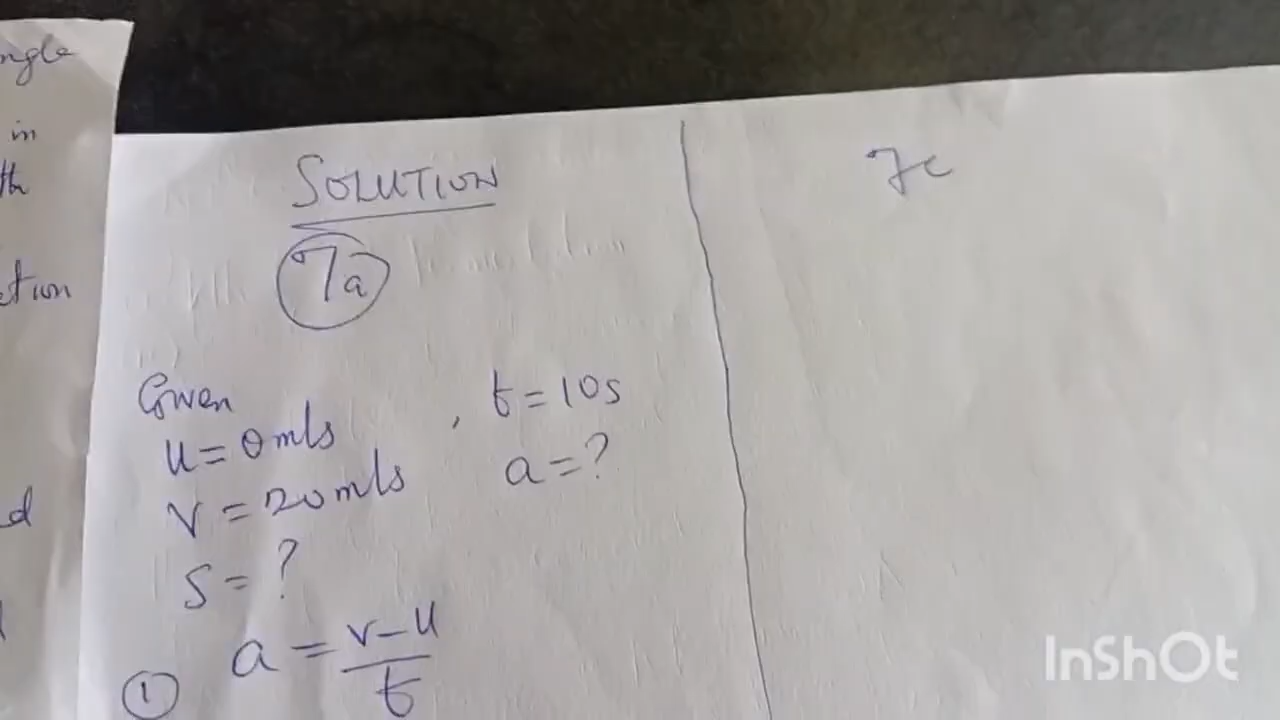 ngle
in
th
ction
d
SOLUTION
7a
Given
u = 0 m/s , t = 10s
v = 20 m/s a = ?
s = ?
① a = v - u / t
7c
InShOt